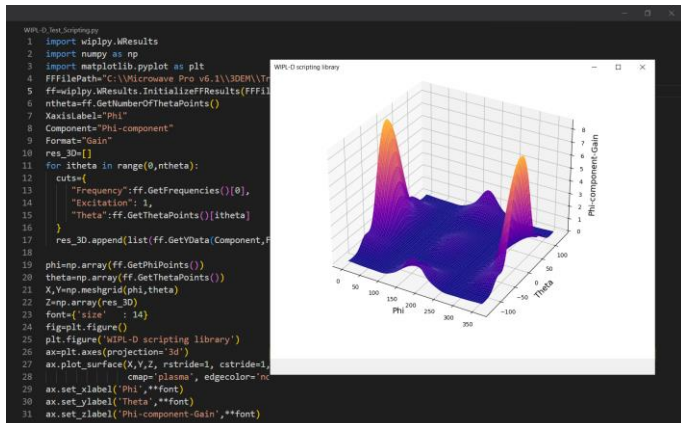 WIPL-D_Test_Scripting.py
1 import wiplpy.WResults
2 import numpy as np
3 import matplotlib.pyplot as plt
4 FFFilePath="C:\\Microwave Pro v6.1\\3DEM\\Tr
5 ff=wiplpy.WResults.InitializeFFResults(FFFil
6 ntheta=ff.GetNumberOfThetaPoints()
7 XaxisLabel="Phi"
8 Component="Phi-component"
9 Format="Gain"
10 res_3D=[]
11 for itheta in range(0,ntheta):
12 cuts={
13 "Frequency":ff.GetFrequencies()[0],
14 "Excitation": 1,
15 "Theta":ff.GetThetaPoints()[itheta]
16 }
17 res_3D.append(list(ff.GetYData(Component,F
18
19 phi=np.array(ff.GetPhiPoints())
20 theta=np.array(ff.GetThetaPoints())
21 X,Y=np.meshgrid(phi,theta)
22 Z=np.array(res_3D)
23 font={'size' : 14}
24 fig=plt.figure()
25 plt.figure('WIPL-D scripting library')
26 ax=plt.axes(projection='3d')
27 ax.plot_surface(X,Y,Z, rstride=1, cstride=1,
28 cmap='plasma', edgecolor='nc
29 ax.set_xlabel('Phi',**font)
30 ax.set_ylabel('Theta',**font)
31 ax.set_zlabel('Phi-component-Gain',**font)
WIPL-D scripting library
8
7
6
5
4
3
2
1
0
Phi-component-Gain
100
50
0
−50
−100
Theta
0
50
100
150
200
250
300
350
Phi